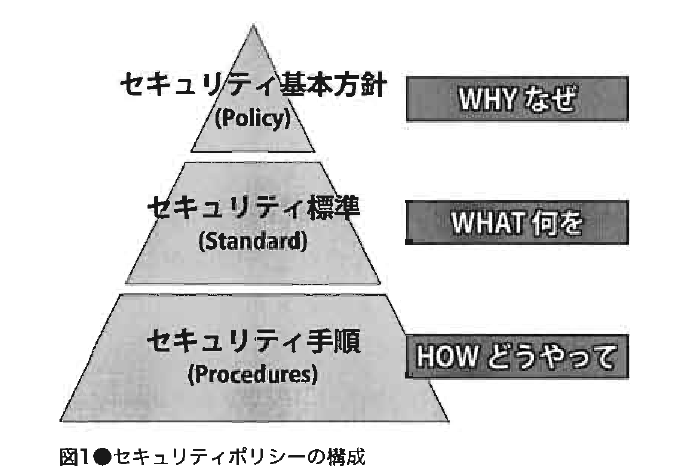 セキュリティ基本方針
(Policy)
WHY なぜ
セキュリティ標準
(Standard)
WHAT 何を
セキュリティ手順
(Procedures)
HOW どうやって
図1●セキュリティポリシーの構成